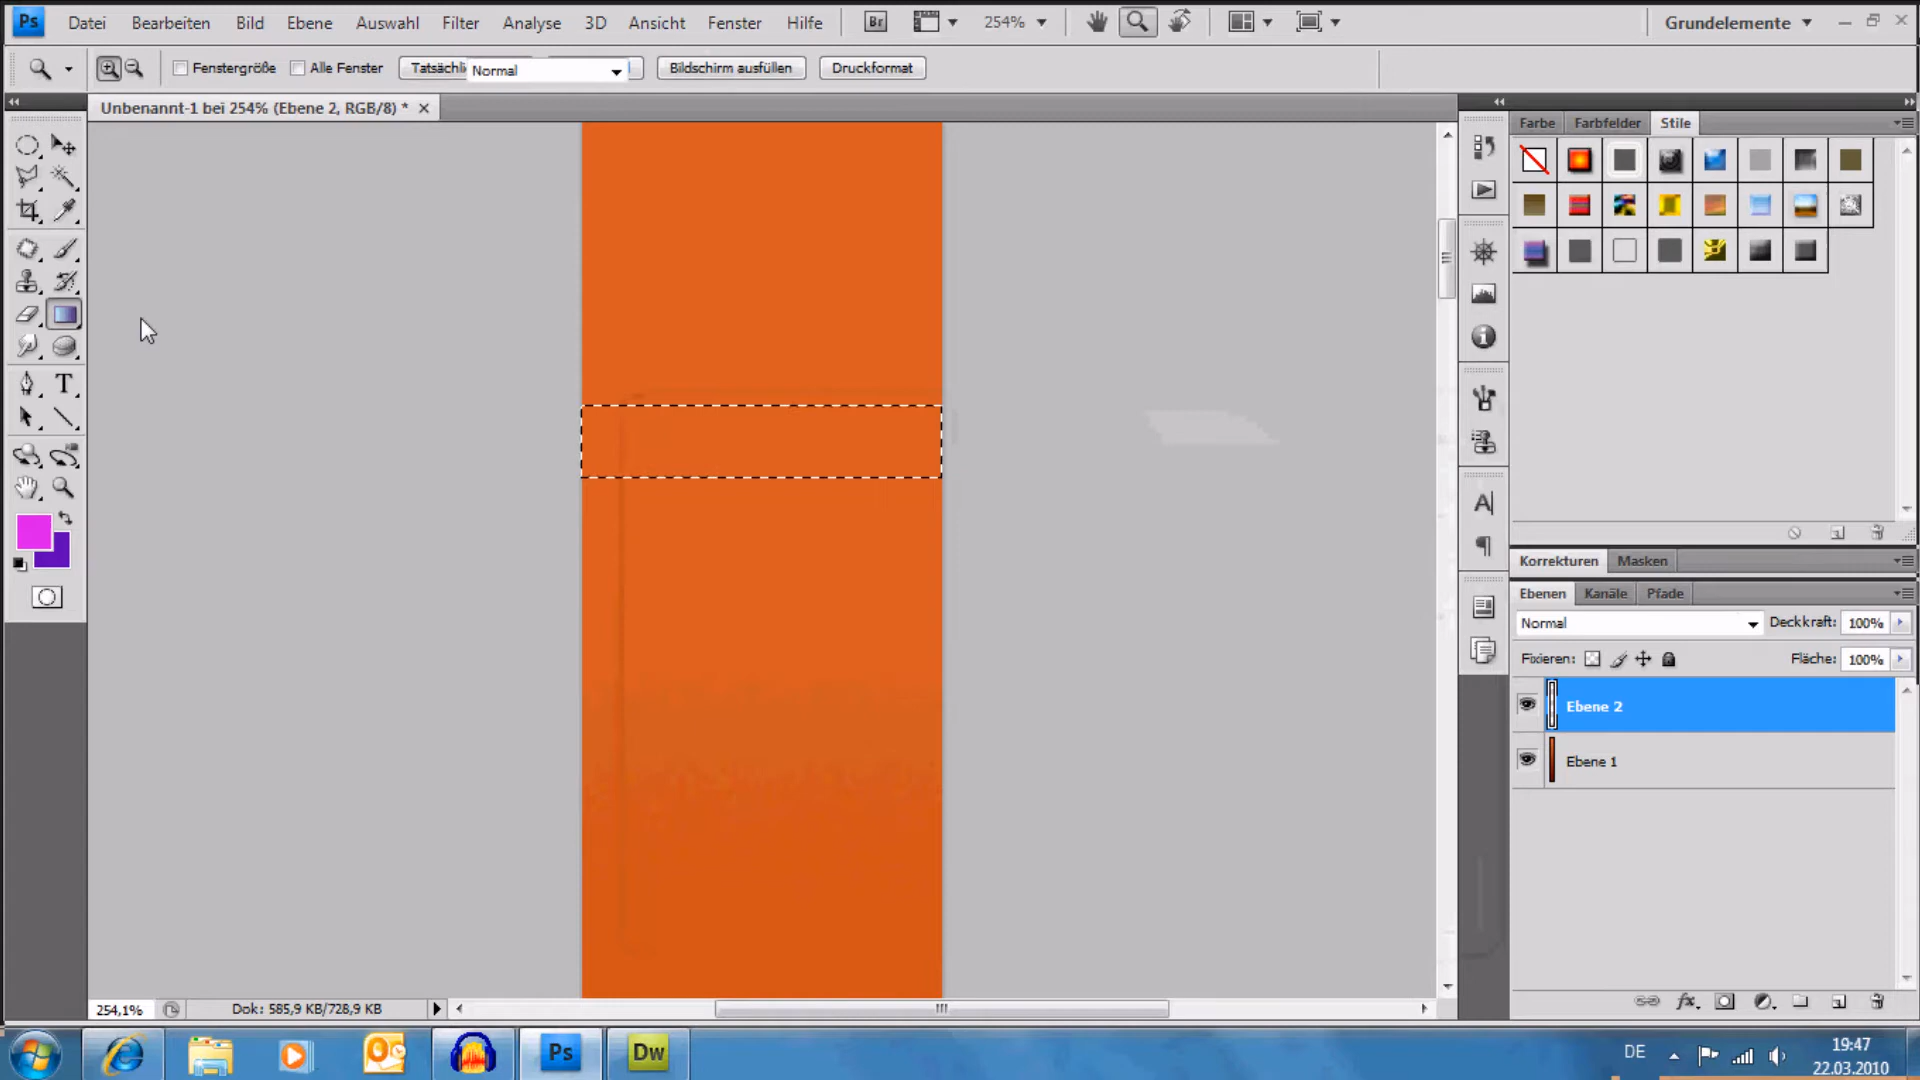 Ps Datei Bearbeiten Bild Ebene Auswahl Filter Analyse 3D Ansicht Fenster Hilfe Br 254% Grundelemente
Fenstergröße Alle Fenster Tatsächli Normal Bildschirm ausfüllen Druckformat
Unbenannt-1 bei 254% (Ebene 2, RGB/8) *
Farbe Farbfelder Stile
T
A
Korrekturen Masken
Ebenen Kanäle Pfade
Normal Deckkraft: 100%
Fixieren: Fläche: 100%
Ebene 2
Ebene 1
fx
254,1% Dok: 585,9 KB/728,9 KB
Ps Dw DE 19:47
22.03.2010